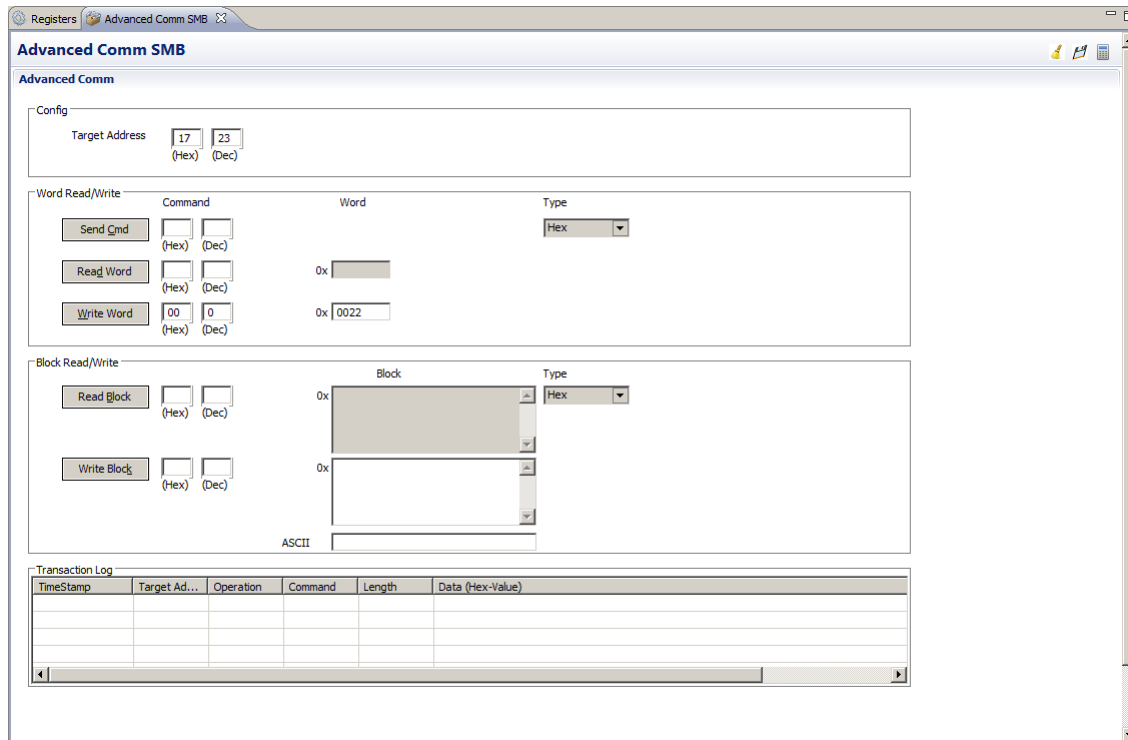 Registers Advanced Comm SMB
Advanced Comm SMB
Advanced Comm
Config
Target Address 17 23
(Hex) (Dec)
Word Read/Write
Command Word Type
Send Cmd Hex
(Hex) (Dec)
Read Word 0x
(Hex) (Dec)
Write Word 00 0 0x 0022
(Hex) (Dec)
Block Read/Write
Block Type
Read Block 0x Hex
(Hex) (Dec)
Write Block 0x
(Hex) (Dec)
ASCII
Transaction Log
TimeStamp Target Ad... Operation Command Length Data (Hex-Value)